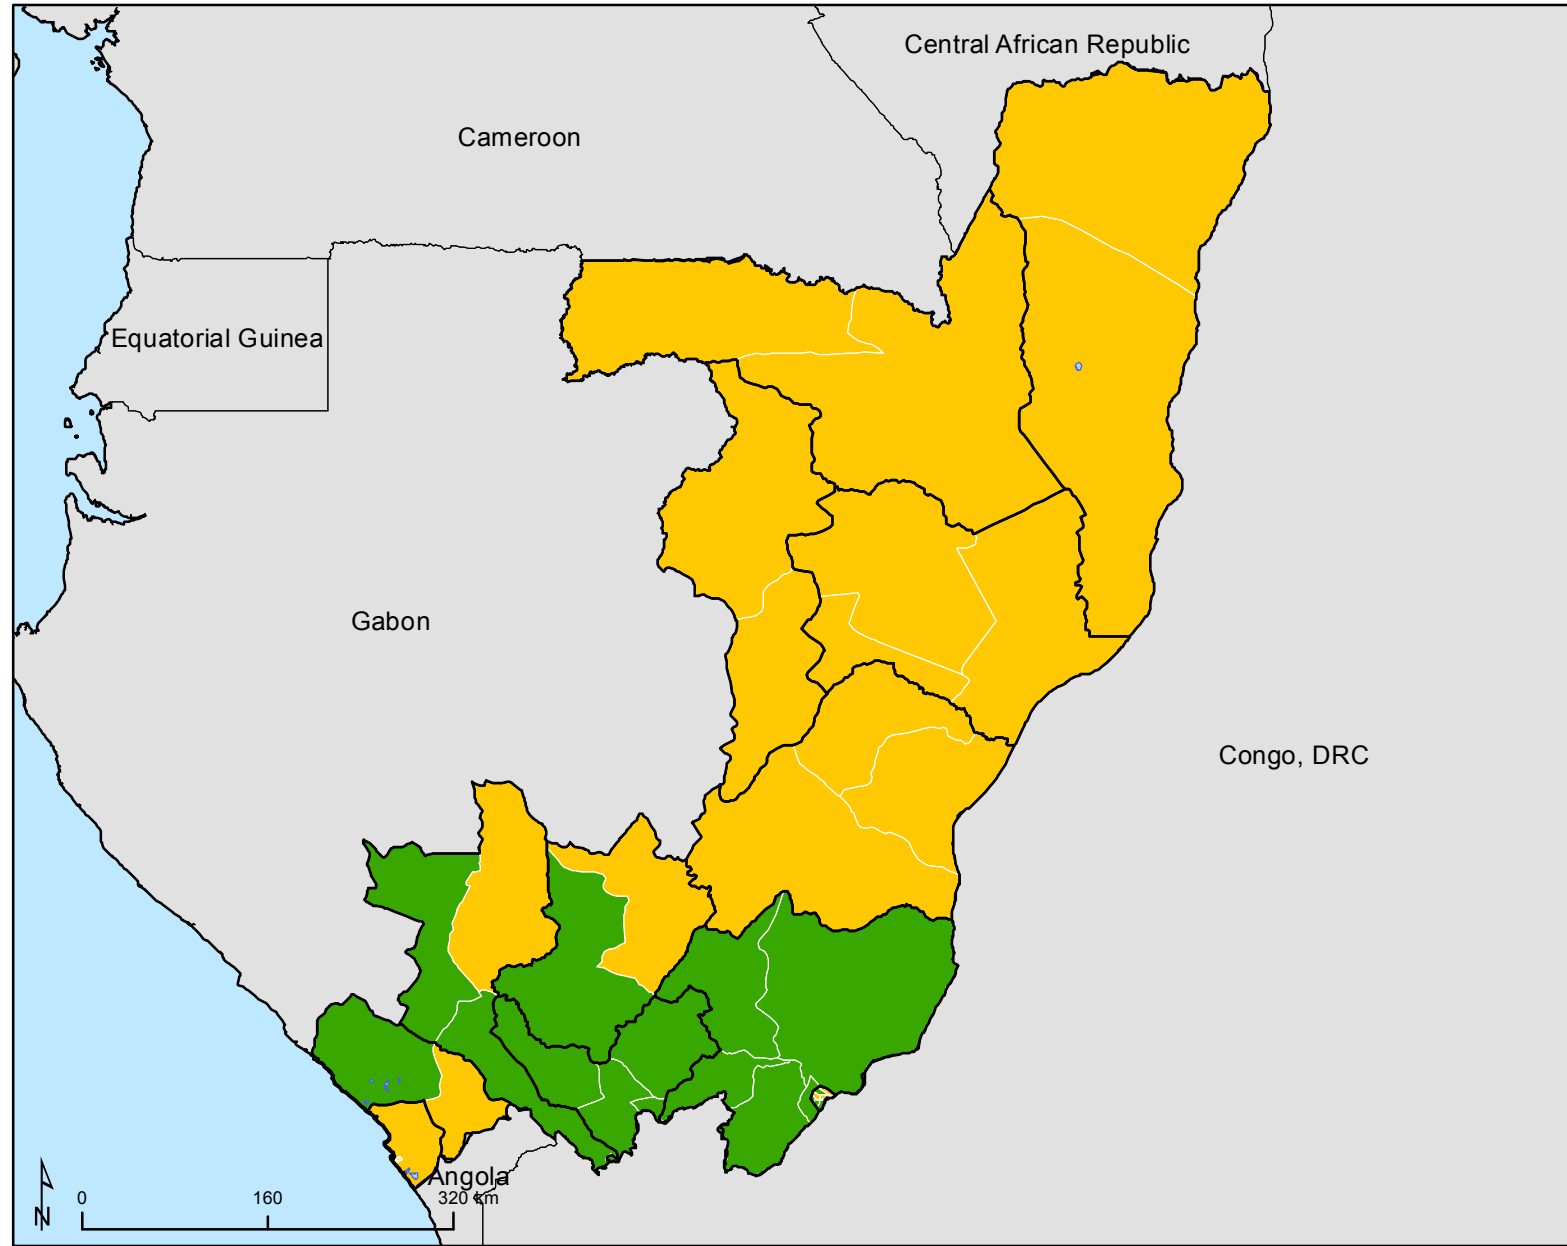 Central African Republic
Cameroon
Equatorial Guinea
Gabon
Congo, DRC
Angola
0 160 320 km
N